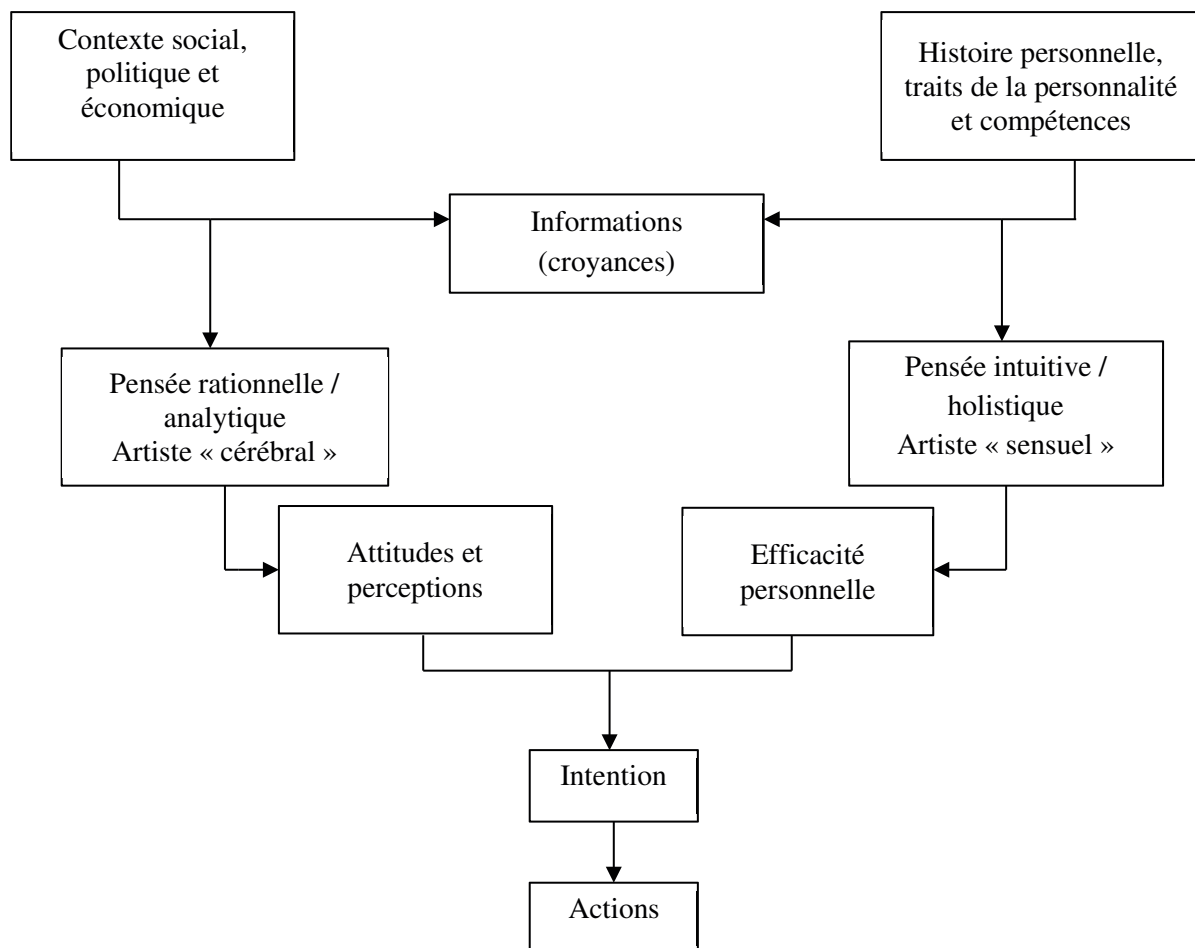 Contexte social,
politique et
économique
Histoire personnelle,
traits de la personnalité
et compétences
Informations
(croyances)
Pensée rationnelle /
analytique
Artiste « cérébral »
Pensée intuitive /
holistique
Artiste « sensuel »
Attitudes et
perceptions
Efficacité
personnelle
Intention
Actions